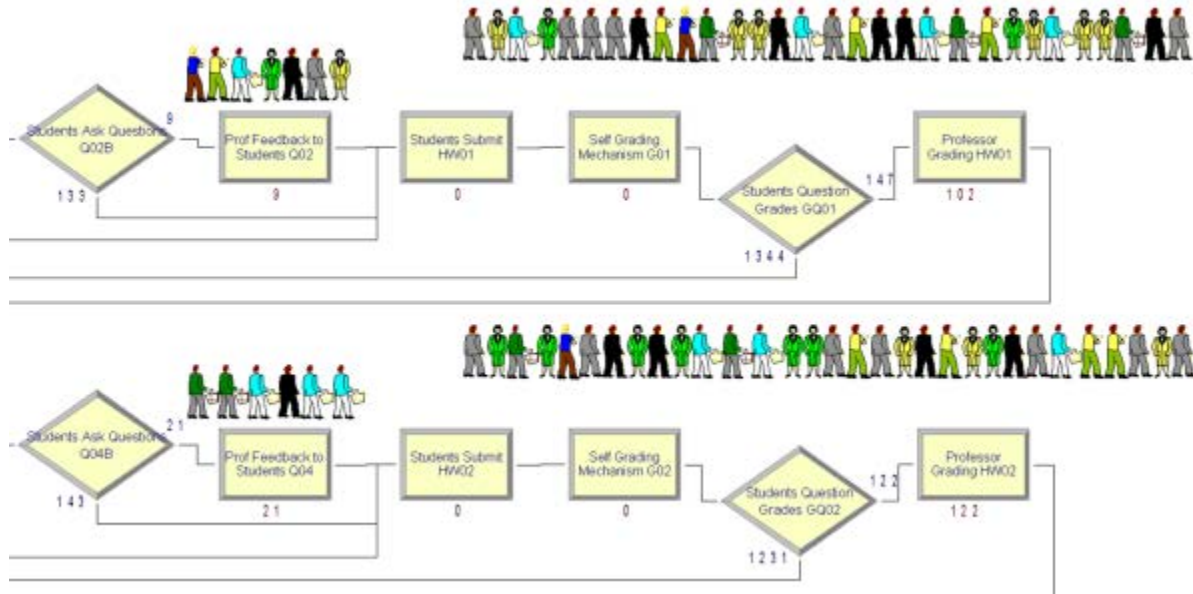 Students Ask Questions
Q02B
9
133
Prof Feedback to
Students Q02
9
Students Submit
HW01
0
Self Grading
Mechanism G01
0
Students Question
Grades GQ01
147
1344
Professor
Grading HW01
102
Students Ask Questions
Q04B
21
143
Prof Feedback to
Students Q04
21
Students Submit
HW02
0
Self Grading
Mechanism G02
0
Students Question
Grades GQ02
122
1231
Professor
Grading HW02
122